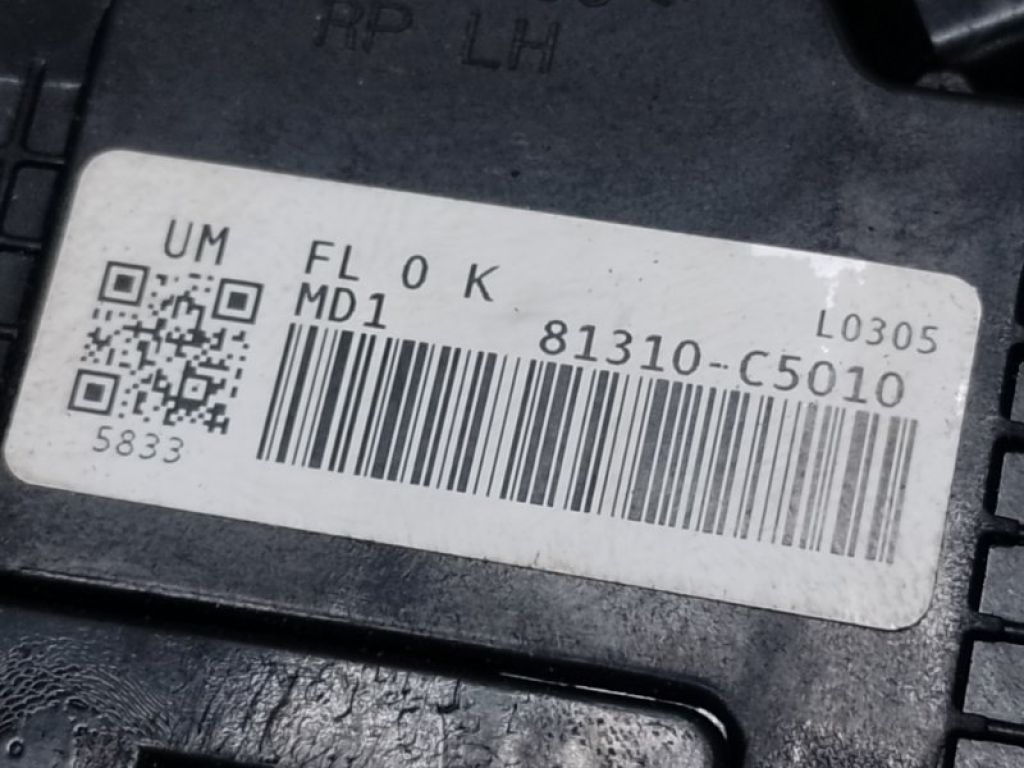 RP LH
UM FL 0 K
MD1
L0305
81310-C5010
5833